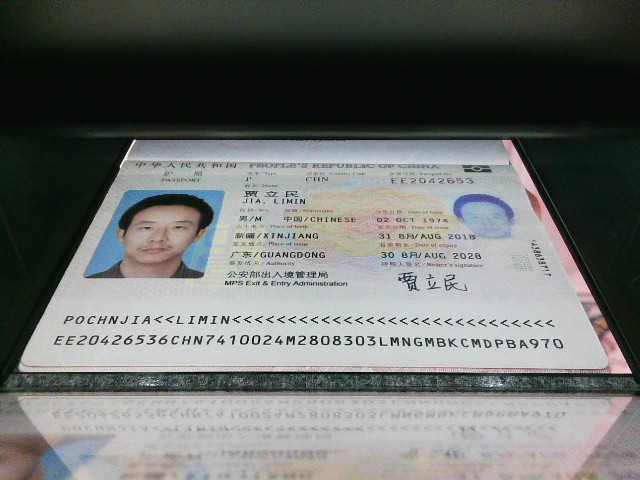 中华人民共和国 PEOPLE'S REPUBLIC OF CHINA
护照
PASSPORT
P CHN EE2042653
贾立民
JIA, LIMIN
男/M 中国/CHINESE 02 OCT 1974
新疆/XINJIANG 31 8月/AUG 2018
广东/GUANGDONG 30 8月/AUG 2028
公安部出入境管理局
MPS Exit & Entry Administration
贾立民
POCHNJIA<<LIMIN<<<<<<<<<<<<<<<<<<<<<<<<<<<<<
EE20426536CHN7410024M2808303LMNGMBKCMDPBA970